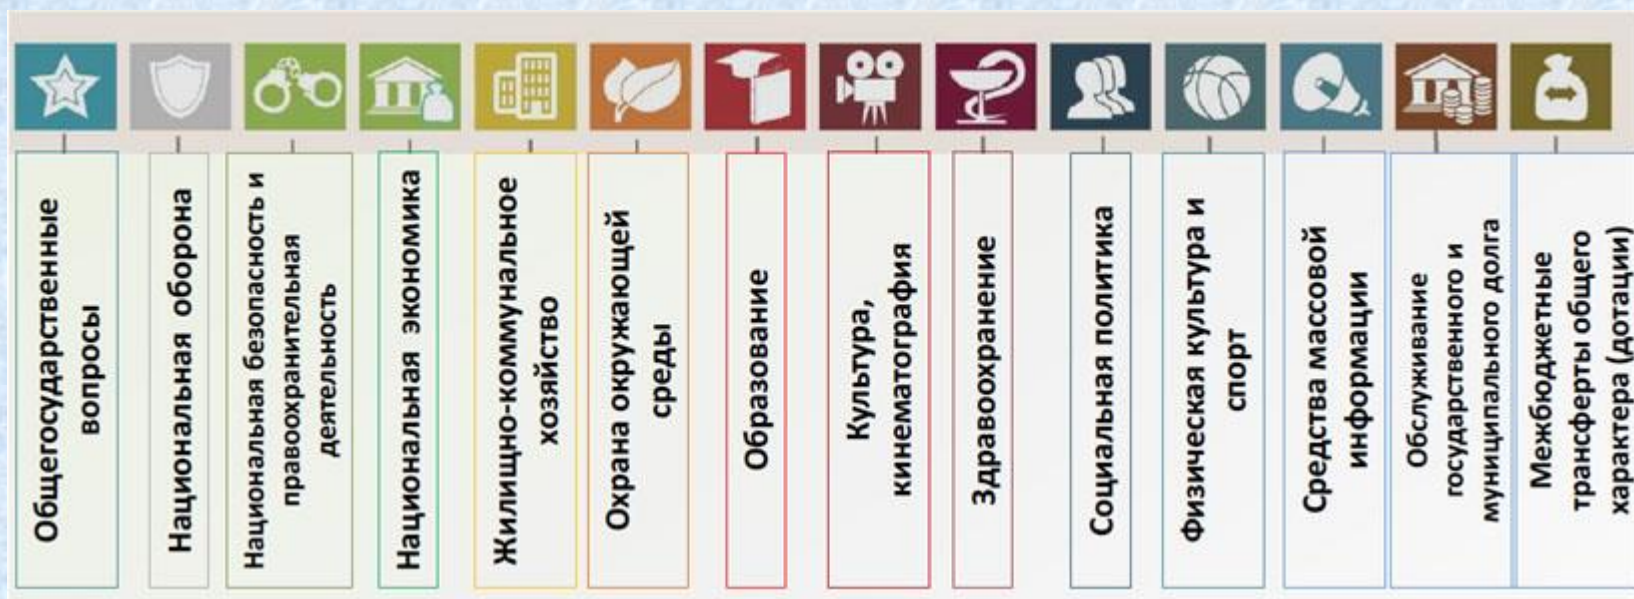 Общегосударственные
вопросы
Национальная оборона
Национальная безопасность и
правоохранительная
деятельность
Национальная экономика
Жилищно-коммунальное
хозяйство
Охрана окружающей
среды
Образование
Культура,
кинематография
Здравоохранение
Социальная политика
Физическая культура и
спорт
Средства массовой
информации
Обслуживание
государственного и
муниципального долга
Межбюджетные
трансферты общего
характера (дотации)